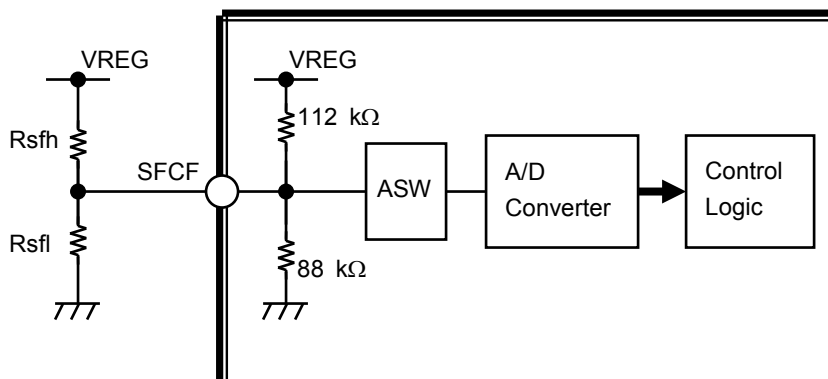 VREG
VREG
Rsfh
112 kΩ
SFCF
ASW
A/D
Converter
Control
Logic
Rsfl
88 kΩ